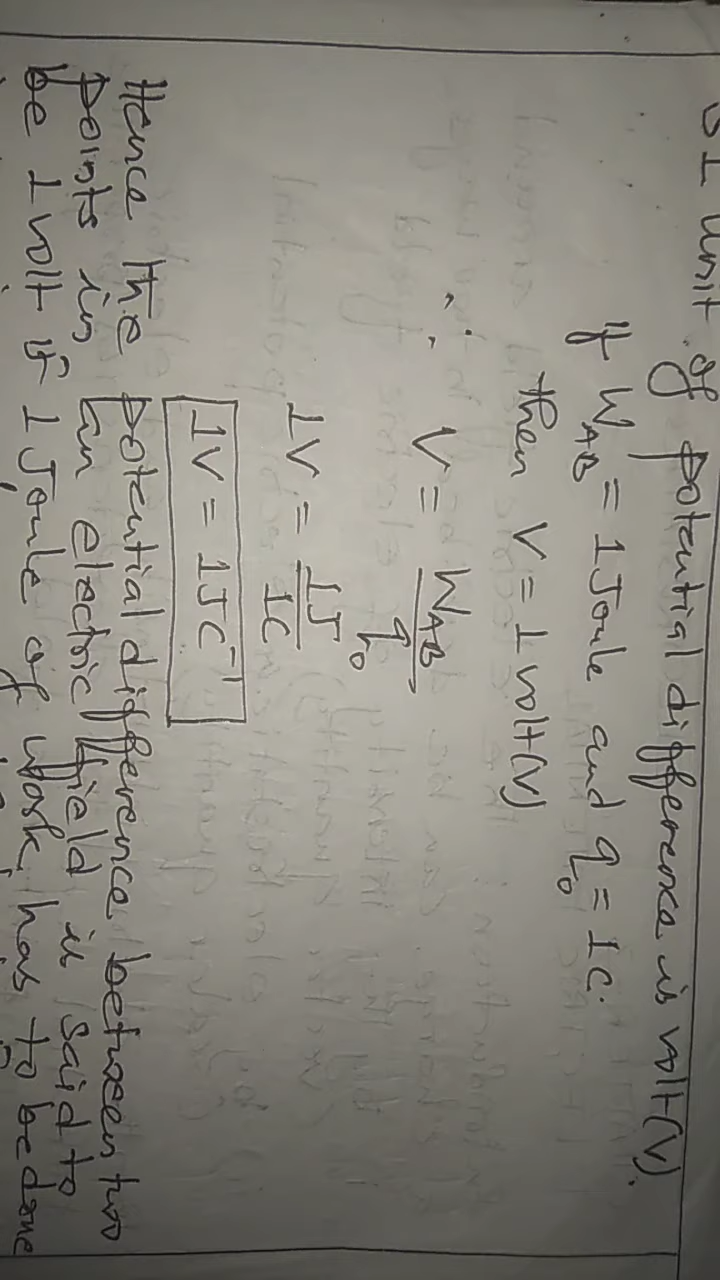 SI unit of potential difference is volt(V).
If W_AB = 1 Joule and q_0 = 1C.
then V = 1 volt(V)
∴ V = W_AB / q_0
1V = 1J / 1C
1V = 1JC⁻¹
Hence the potential difference between two
points in an electric field is said to
be 1 volt if 1 Joule of work has to be done